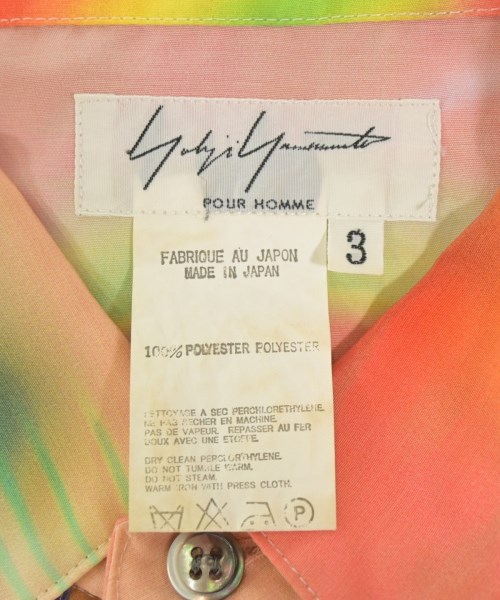 Yohji Yamamoto
POUR HOMME
3
FABRIQUE AU JAPON
MADE IN JAPAN
100% POLYESTER POLYESTER
NETTOYAGE A SEC PERCHLORETHYLENE.
NE PAS SECHER EN MACHINE.
PAS DE VAPEUR. REPASSER AU FER
DOUX AVEC UNE ETOFFE.
DRY CLEAN PERCLORTHYLENE.
DO NOT TUMBLE WARM.
DO NOT STEAM.
WARM IRON WITH PRESS CLOTH.
P